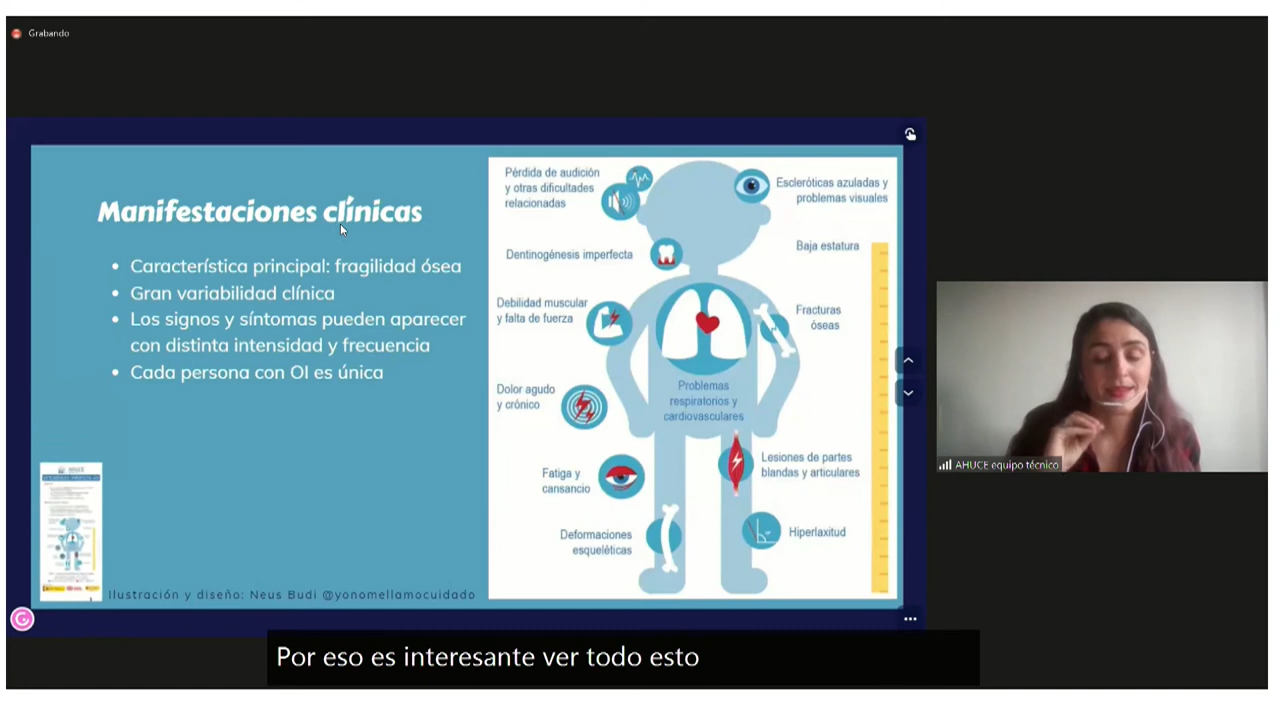 Grabando
Manifestaciones clínicas
• Característica principal: fragilidad ósea
• Gran variabilidad clínica
• Los signos y síntomas pueden aparecer
con distinta intensidad y frecuencia
• Cada persona con OI es única
Ilustración y diseño: Neus Budi @yonomellamocuidado
Pérdida de audición
y otras dificultades
relacionadas
Escleróticas azuladas y
problemas visuales
Dentinogénesis imperfecta
Baja estatura
Debilidad muscular
y falta de fuerza
Fracturas
óseas
Problemas
respiratorios y
cardiovasculares
Dolor agudo
y crónico
Lesiones de partes
blandas y articulares
Fatiga y
cansancio
Deformaciones
esqueléticas
Hiperlaxitud
AHUCE equipo técnico
Por eso es interesante ver todo esto